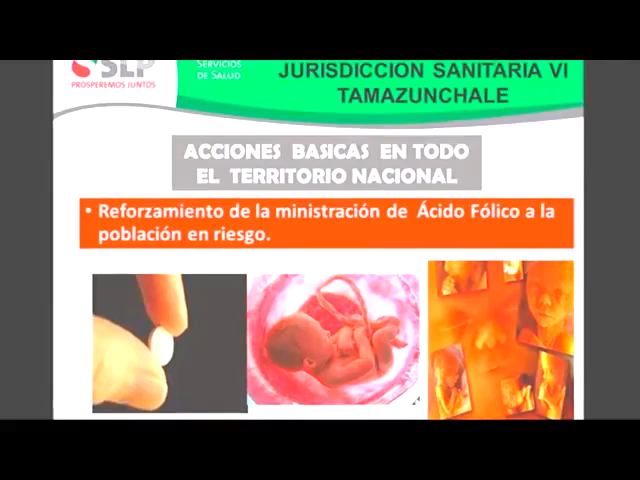 SLP
PROSPEREMOS JUNTOS
SERVICIOS
DE SALUD
JURISDICCION SANITARIA VI
TAMAZUNCHALE
ACCIONES BASICAS EN TODO
EL TERRITORIO NACIONAL
• Reforzamiento de la ministración de Ácido Fólico a la
población en riesgo.